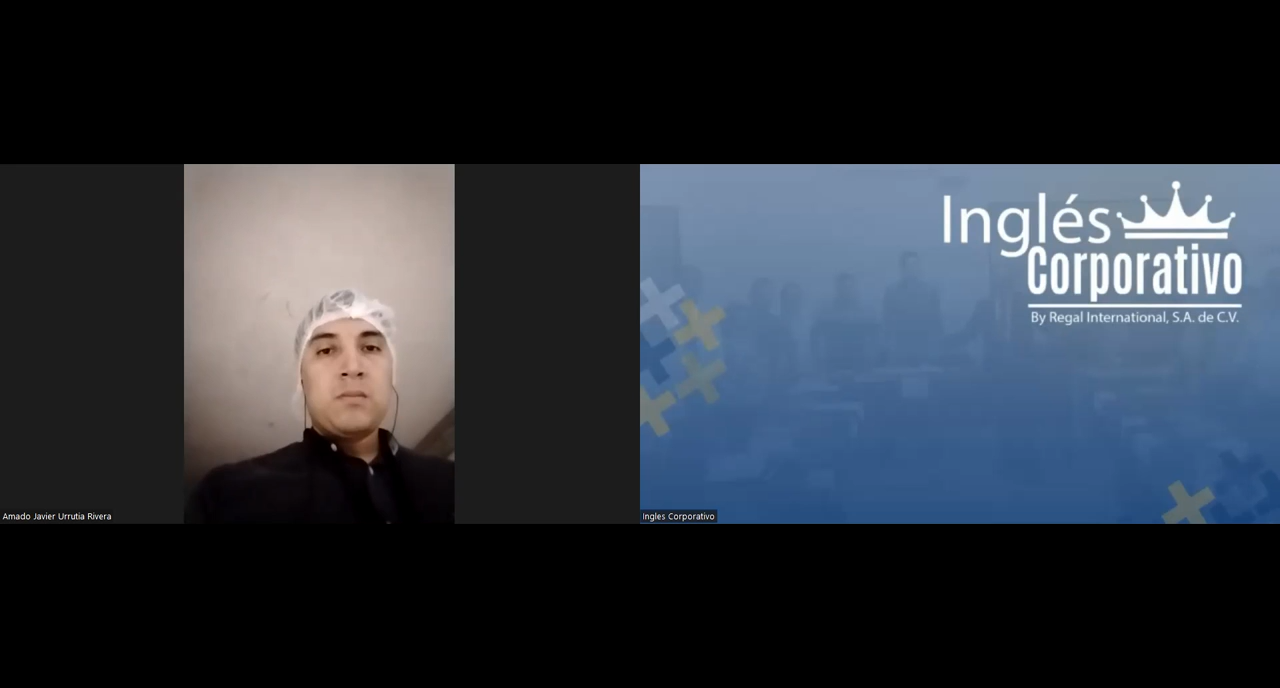 Amado Javier Urrutia Rivera
Inglés
Corporativo
By Regal International, S.A. de C.V.
Ingles Corporativo